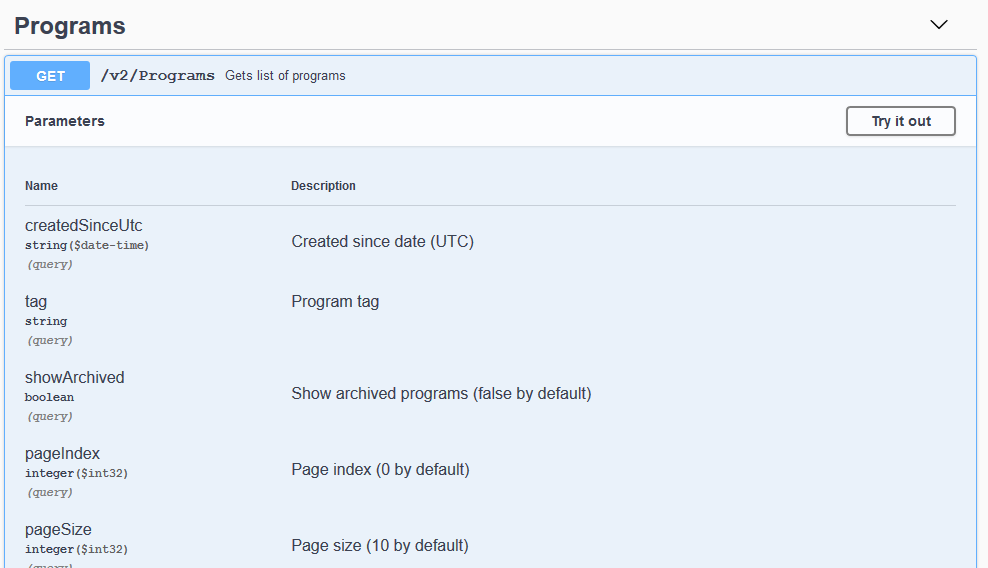 Programs
GET /v2/Programs Gets list of programs
Parameters Try it out
Name Description
createdSinceUtc
string($date-time)
(query)
Created since date (UTC)
tag
string
(query)
Program tag
showArchived
boolean
(query)
Show archived programs (false by default)
pageIndex
integer($int32)
(query)
Page index (0 by default)
pageSize
integer($int32)
(query)
Page size (10 by default)